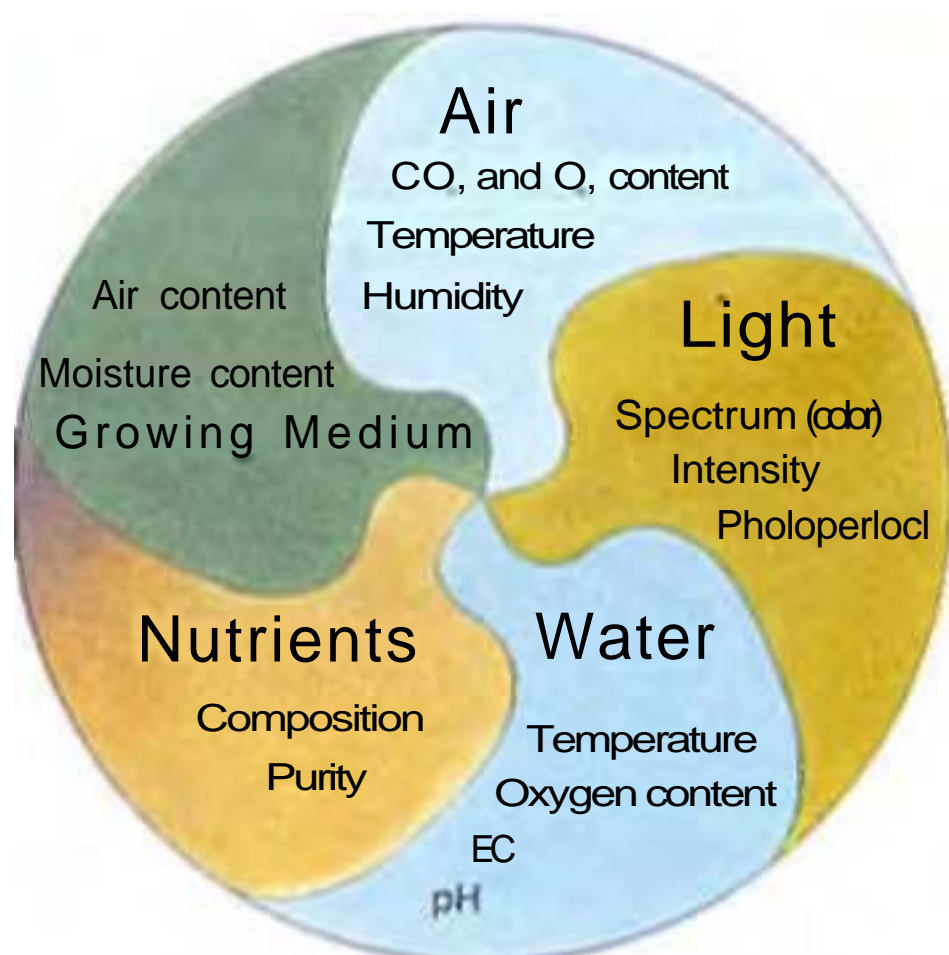 Air
CO, and O, content
Temperature
Humidity
Light
Spectrum (odor)
Intensity
Pholoperlocl
Water
Temperature
Oxygen content
EC
pH
Nutrients
Composition
Purity
Air content
Moisture content
Growing Medium